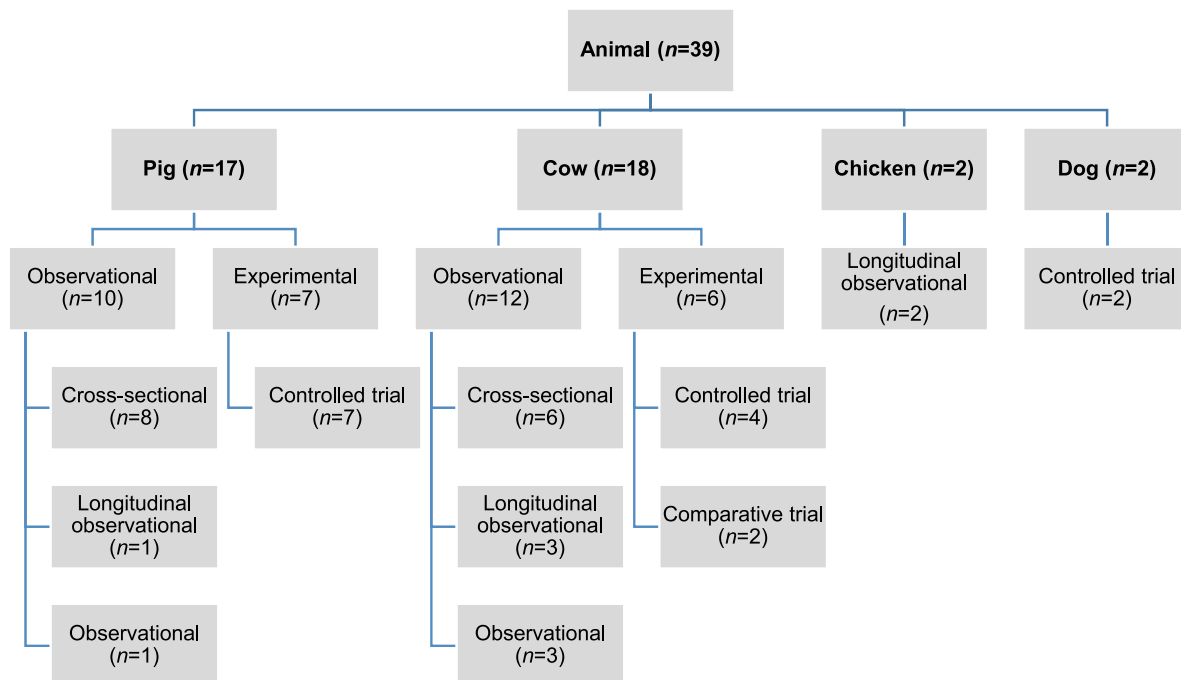 Animal (n=39)
Pig (n=17)
Cow (n=18)
Chicken (n=2)
Dog (n=2)
Observational
(n=10)
Experimental
(n=7)
Observational
(n=12)
Experimental
(n=6)
Longitudinal
observational
(n=2)
Controlled trial
(n=2)
Cross-sectional
(n=8)
Controlled trial
(n=7)
Cross-sectional
(n=6)
Controlled trial
(n=4)
Longitudinal
observational
(n=1)
Longitudinal
observational
(n=3)
Comparative trial
(n=2)
Observational
(n=1)
Observational
(n=3)